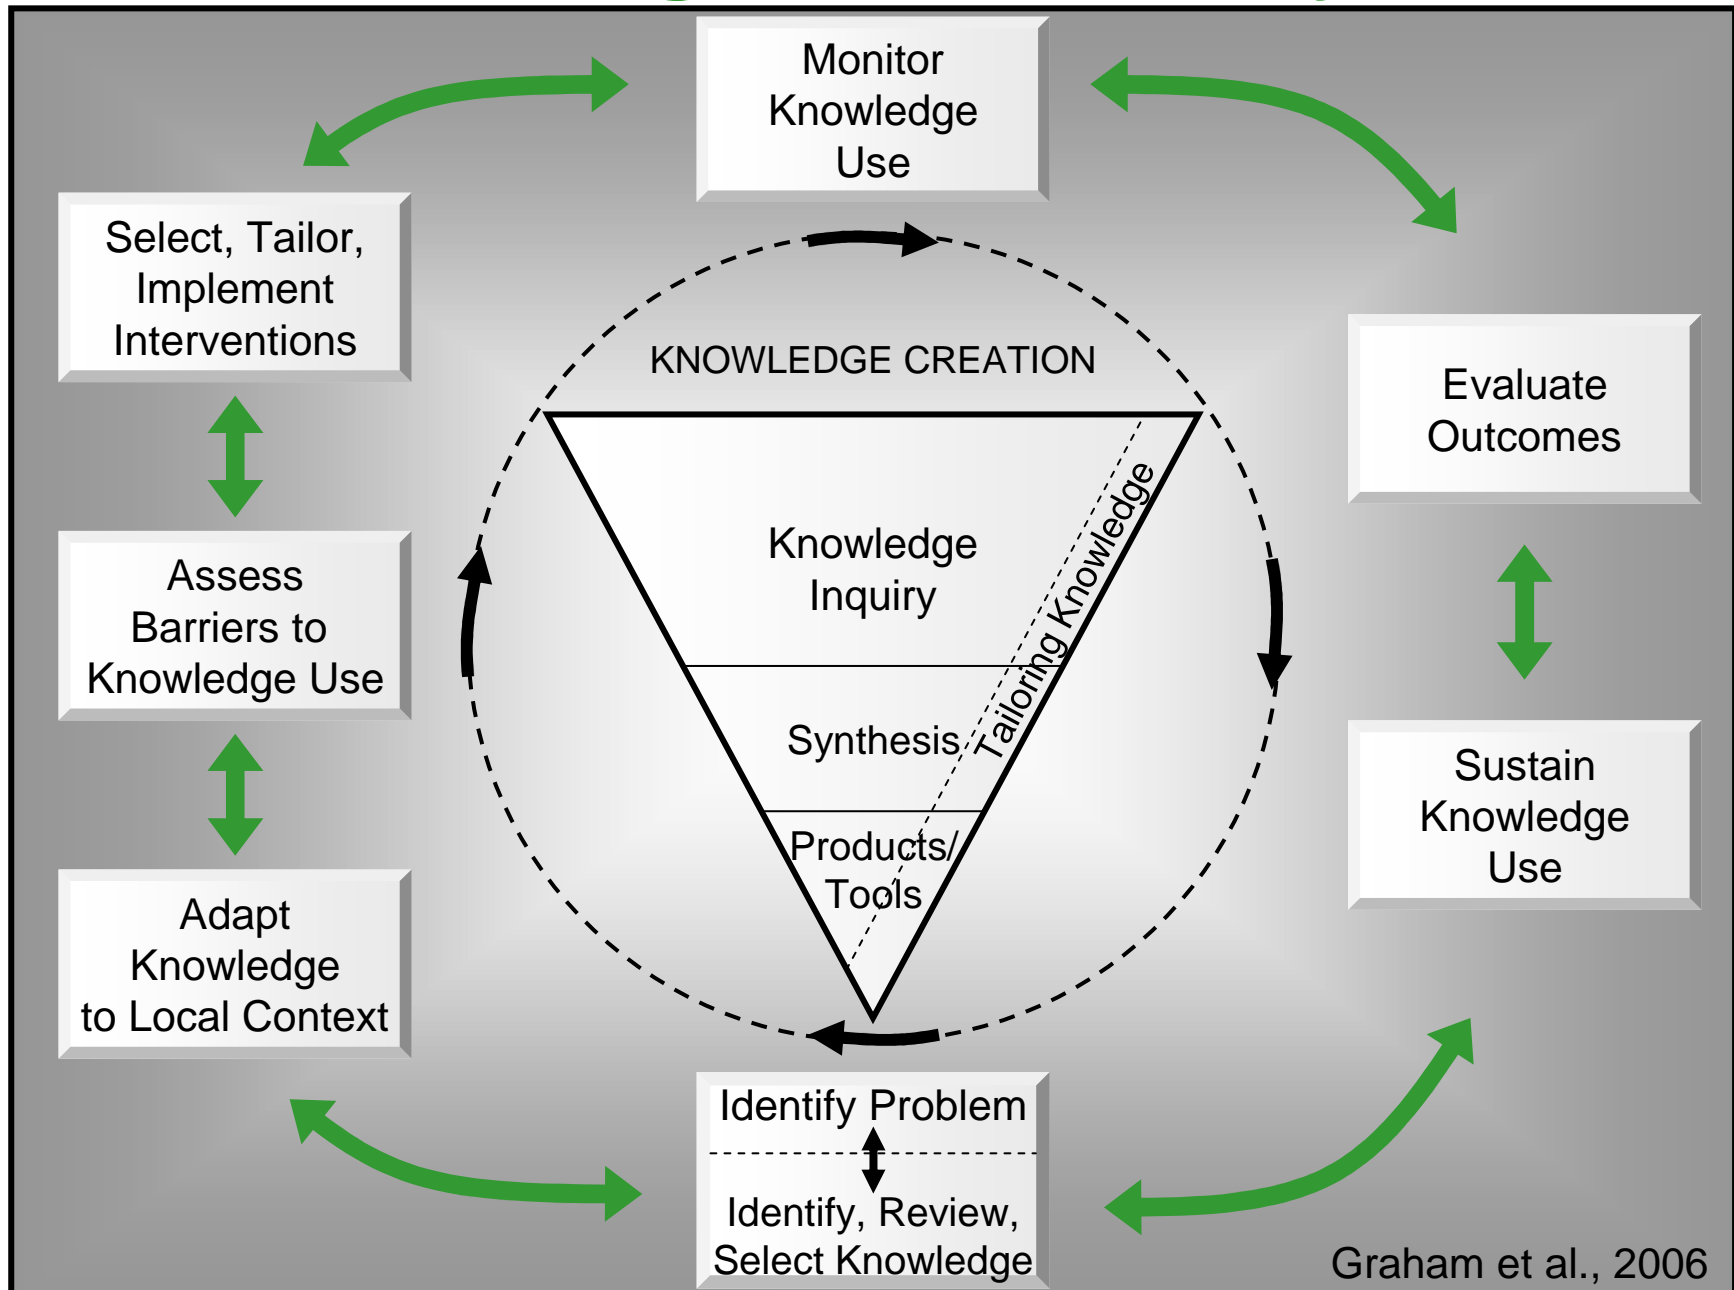 Monitor
Knowledge
Use
Select, Tailor,
Implement
Interventions
KNOWLEDGE CREATION
Evaluate
Outcomes
Knowledge
Inquiry
Tailoring Knowledge
Assess
Barriers to
Knowledge Use
Synthesis
Sustain
Knowledge
Use
Products/
Tools
Adapt
Knowledge
to Local Context
Identify Problem
Identify, Review,
Select Knowledge
Graham et al., 2006